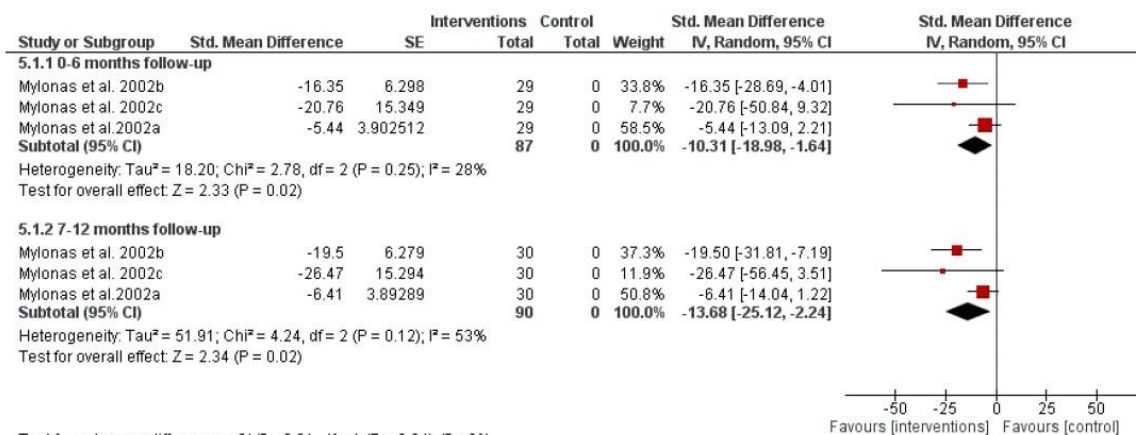 Interventions Control Std. Mean Difference Std. Mean Difference
Study or Subgroup Std. Mean Difference SE Total Total Weight IV, Random, 95% CI IV, Random, 95% CI
5.1.1 0-6 months follow-up
Mylonas et al. 2002b -16.35 6.298 29 0 33.8% -16.35 [-28.69, -4.01]
Mylonas et al. 2002c -20.76 15.349 29 0 7.7% -20.76 [-50.84, 9.32]
Mylonas et al.2002a -5.44 3.902512 29 0 58.5% -5.44 [-13.09, 2.21]
Subtotal (95% CI) 87 0 100.0% -10.31 [-18.98, -1.64]
Heterogeneity: Tau² = 18.20; Chi² = 2.78, df = 2 (P = 0.25); I² = 28%
Test for overall effect: Z = 2.33 (P = 0.02)
5.1.2 7-12 months follow-up
Mylonas et al. 2002b -19.5 6.279 30 0 37.3% -19.50 [-31.81, -7.19]
Mylonas et al. 2002c -26.47 15.294 30 0 11.9% -26.47 [-56.45, 3.51]
Mylonas et al.2002a -6.41 3.89289 30 0 50.8% -6.41 [-14.04, 1.22]
Subtotal (95% CI) 90 0 100.0% -13.68 [-25.12, -2.24]
Heterogeneity: Tau² = 51.91; Chi² = 4.24, df = 2 (P = 0.12); I² = 53%
Test for overall effect: Z = 2.34 (P = 0.02)
-50 -25 0 25 50
Favours [interventions] Favours [control]